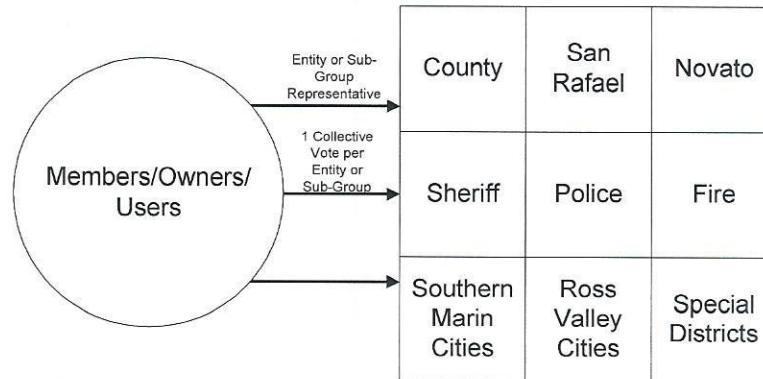 Members/Owners/
Users
Entity or Sub-
Group
Representative
1 Collective
Vote per
Entity or
Sub-Group
County
San
Rafael
Novato
Sheriff
Police
Fire
Southern
Marin
Cities
Ross
Valley
Cities
Special
Districts